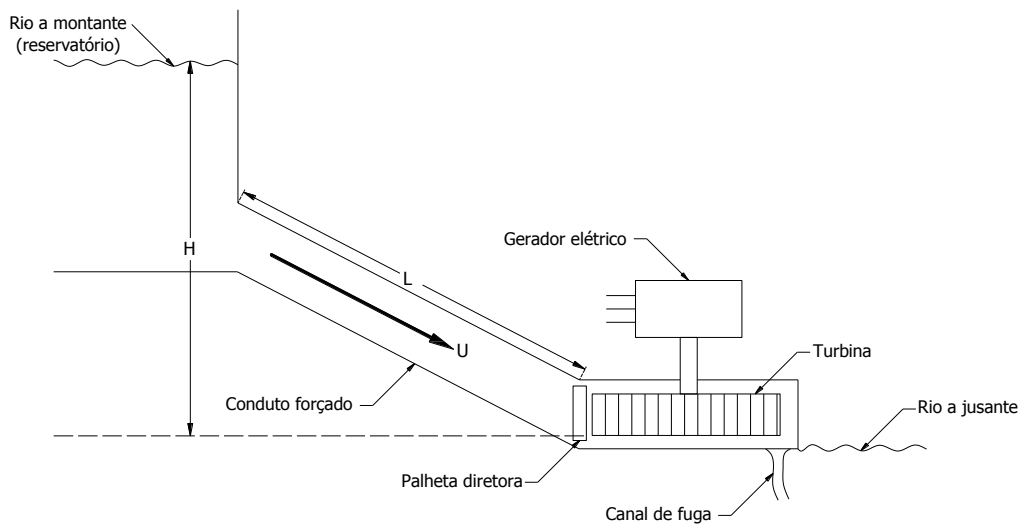 Rio a montante
(reservatório)
H
L
U
Gerador elétrico
Turbina
Conduto forçado
Rio a jusante
Palheta diretora
Canal de fuga